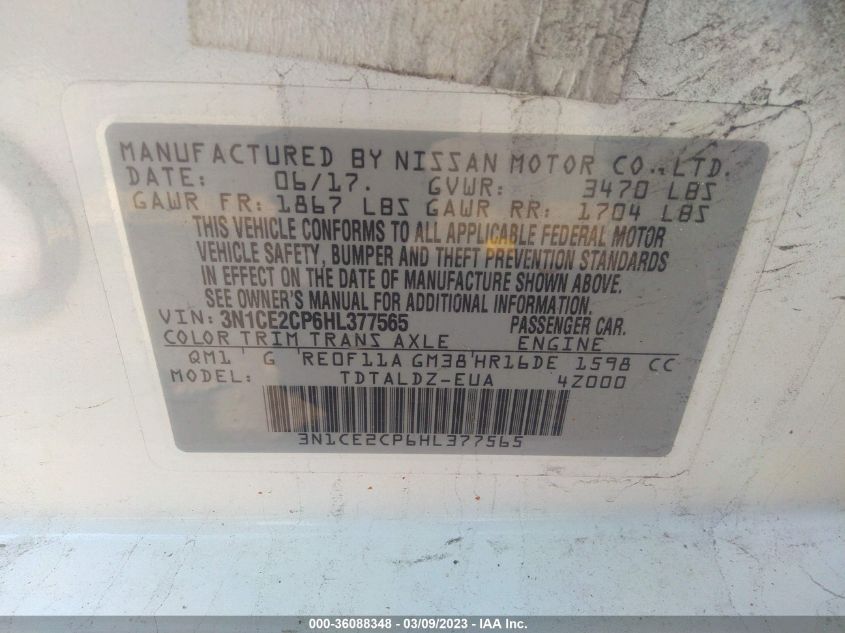 MANUFACTURED BY NISSAN MOTOR CO., LTD.
DATE: 06/17. GVWR: 3470 LBS
GAWR FR: 1867 LBS GAWR RR: 1704 LBS
THIS VEHICLE CONFORMS TO ALL APPLICABLE FEDERAL MOTOR
VEHICLE SAFETY, BUMPER AND THEFT PREVENTION STANDARDS
IN EFFECT ON THE DATE OF MANUFACTURE SHOWN ABOVE.
SEE OWNER'S MANUAL FOR ADDITIONAL INFORMATION.
VIN: 3N1CE2CP6HL377565 PASSENGER CAR.
COLOR TRIM TRANS AXLE ENGINE
QM1 G RE0F11A GM38 HR16DE 1598 CC
MODEL: TDTALDZ-EUA 4Z000
3N1CE2CP6HL377565
000-36088348 - 03/09/2023 - IAA Inc.